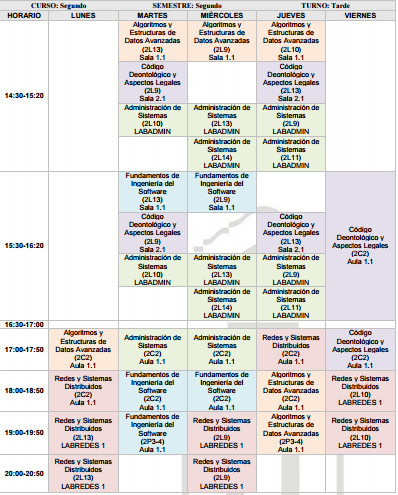 CURSO: Segundo SEMESTRE: Segundo TURNO: Tarde
HORARIO LUNES MARTES MIÉRCOLES JUEVES VIERNES
14:30-15:20
Algoritmos y
Estructuras de
Datos Avanzadas
(2L13)
Sala 1.1
Algoritmos y
Estructuras de
Datos Avanzadas
(2L9)
Sala 1.1
Algoritmos y
Estructuras de
Datos Avanzadas
(2L10)
Sala 1.1
Código
Deontológico y
Aspectos Legales
(2L9)
Sala 2.1
Código
Deontológico y
Aspectos Legales
(2L13)
Sala 2.1
Administración de
Sistemas
(2L10)
LABADMIN
Administración de
Sistemas
(2L13)
LABADMIN
Administración de
Sistemas
(2L9)
LABADMIN
Administración de
Sistemas
(2L14)
LABADMIN
Administración de
Sistemas
(2L11)
LABADMIN
15:30-16:20
Fundamentos de
Ingeniería del
Software
(2L13)
Sala 1.1
Fundamentos de
Ingeniería del
Software
(2L9)
Sala 1.1
Código
Deontológico y
Aspectos Legales
(2L9)
Sala 2.1
Código
Deontológico y
Aspectos Legales
(2L13)
Sala 2.1
Administración de
Sistemas
(2L10)
LABADMIN
Administración de
Sistemas
(2L13)
LABADMIN
Administración de
Sistemas
(2L9)
LABADMIN
Administración de
Sistemas
(2L14)
LABADMIN
Administración de
Sistemas
(2L11)
LABADMIN
Código
Deontológico y
Aspectos Legales
(2C2)
Aula 1.1
16:30-17:00
17:00-17:50
Algoritmos y
Estructuras de
Datos Avanzadas
(2C2)
Aula 1.1
Administración de
Sistemas
(2C2)
Aula 1.1
Administración de
Sistemas
(2C2)
Aula 1.1
Redes y Sistemas
Distribuidos
(2C2)
Aula 1.1
Código
Deontológico y
Aspectos Legales
(2C2)
Aula 1.1
18:00-18:50
Redes y Sistemas
Distribuidos
(2C2)
Aula 1.1
Fundamentos de
Ingeniería del
Software
(2C2)
Aula 1.1
Fundamentos de
Ingeniería del
Software
(2C2)
Aula 1.1
Algoritmos y
Estructuras de
Datos Avanzadas
(2C2)
Aula 1.1
Redes y Sistemas
Distribuidos
(2L10)
LABREDES 1
19:00-19:50
Redes y Sistemas
Distribuidos
(2L13)
LABREDES 1
Fundamentos de
Ingeniería del
Software
(2P3-4)
Aula 1.1
Redes y Sistemas
Distribuidos
(2L9)
LABREDES 1
Algoritmos y
Estructuras de
Datos Avanzadas
(2P3-4)
Aula 1.1
Redes y Sistemas
Distribuidos
(2L10)
LABREDES 1
20:00-20:50
Redes y Sistemas
Distribuidos
(2L13)
LABREDES 1
Redes y Sistemas
Distribuidos
(2L9)
LABREDES 1